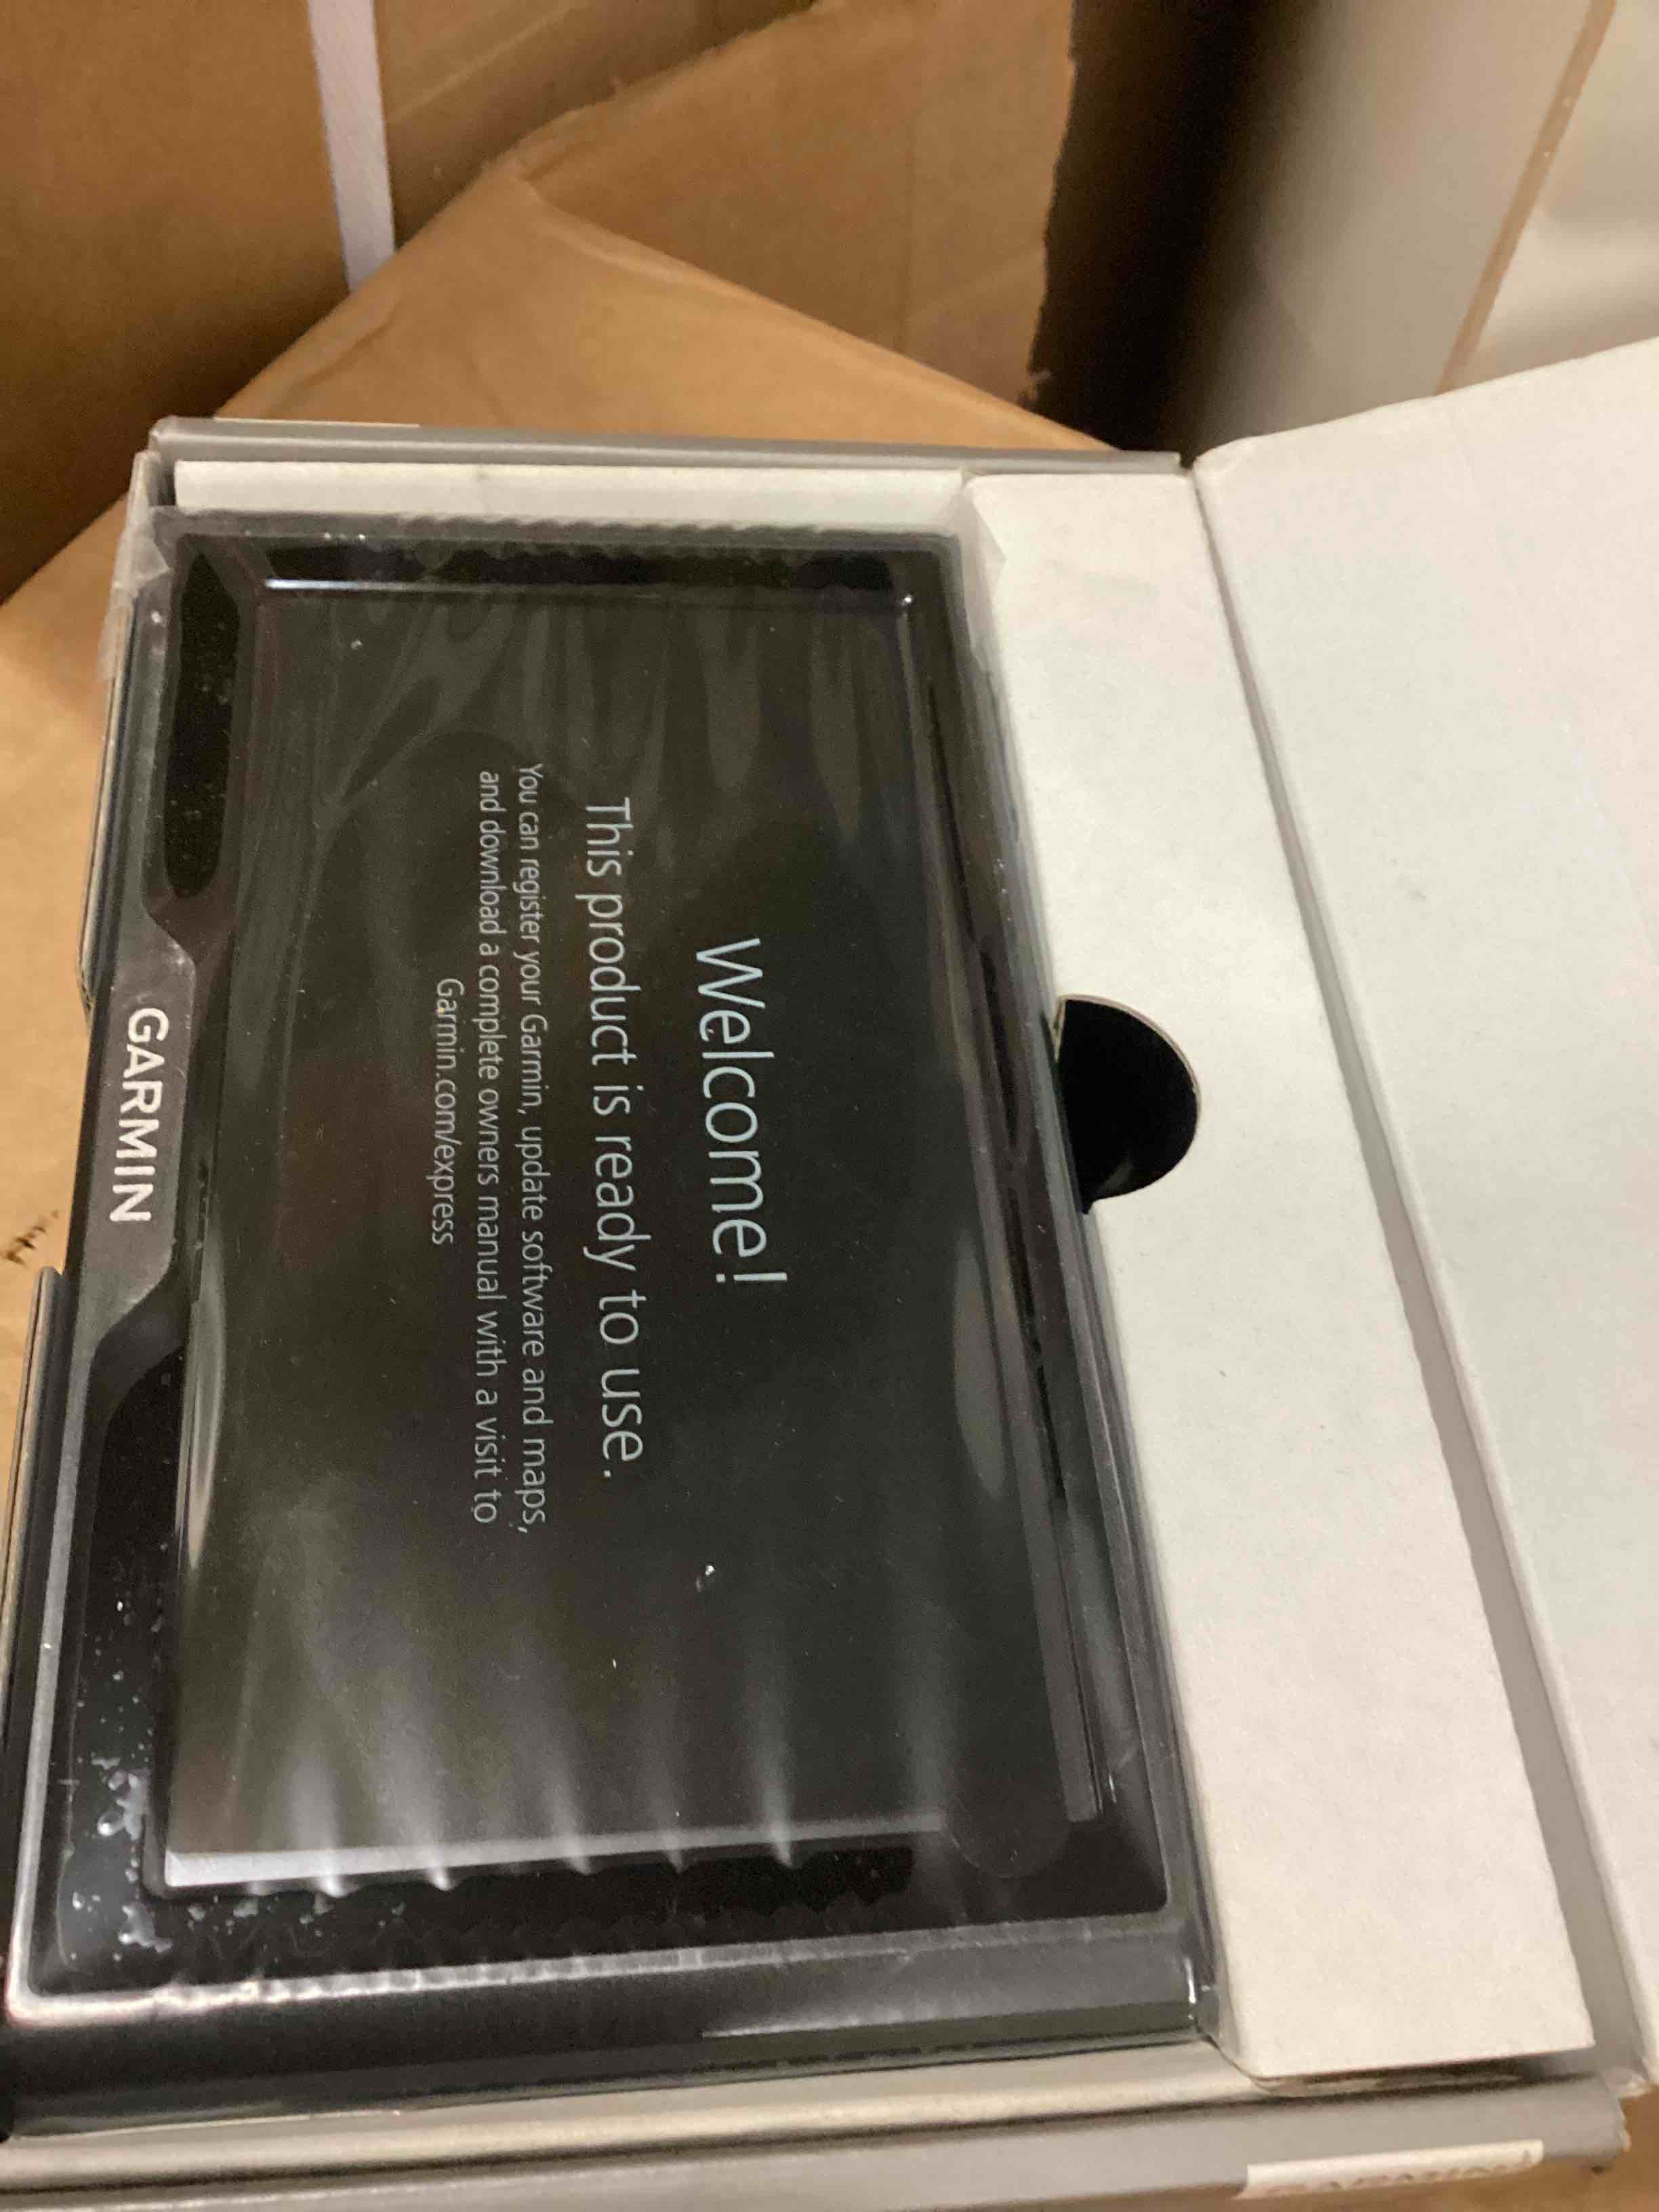 Welcome!
This product is ready to use.
You can register your Garmin, update software and maps,
and download a complete owners manual with a visit to
Garmin.com/express
GARMIN